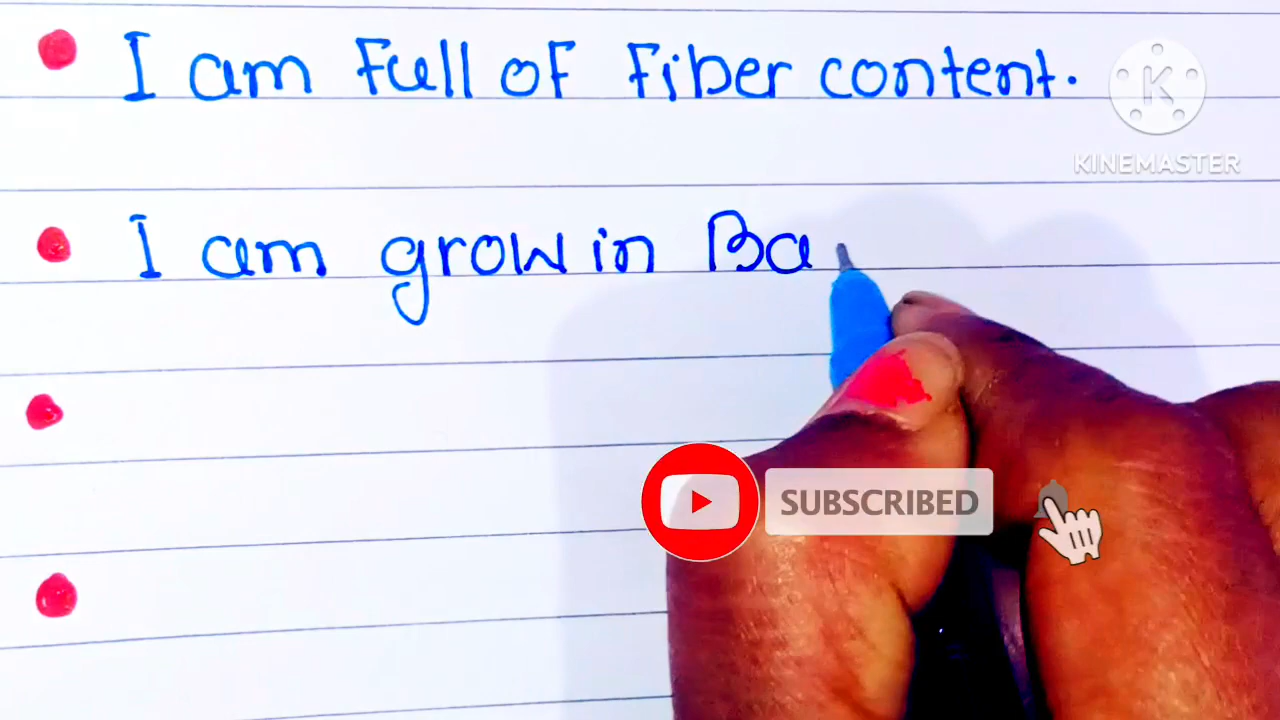 I am Full of Fiber content.
KINEMASTER
I am grow in Ba
SUBSCRIBED